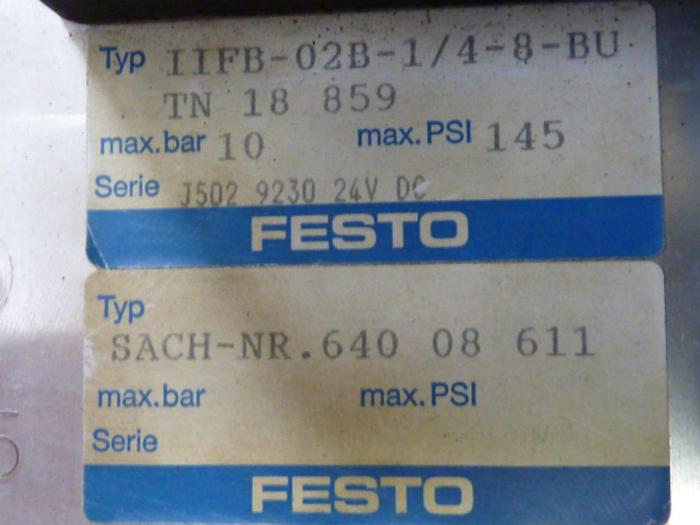 Typ IIFB-02B-1/4-8-BU
TN 18 859
max.bar 10 max.PSI 145
Serie J502 9230 24V DC
FESTO
Typ
SACH-NR.640 08 611
max.bar max.PSI
Serie
FESTO